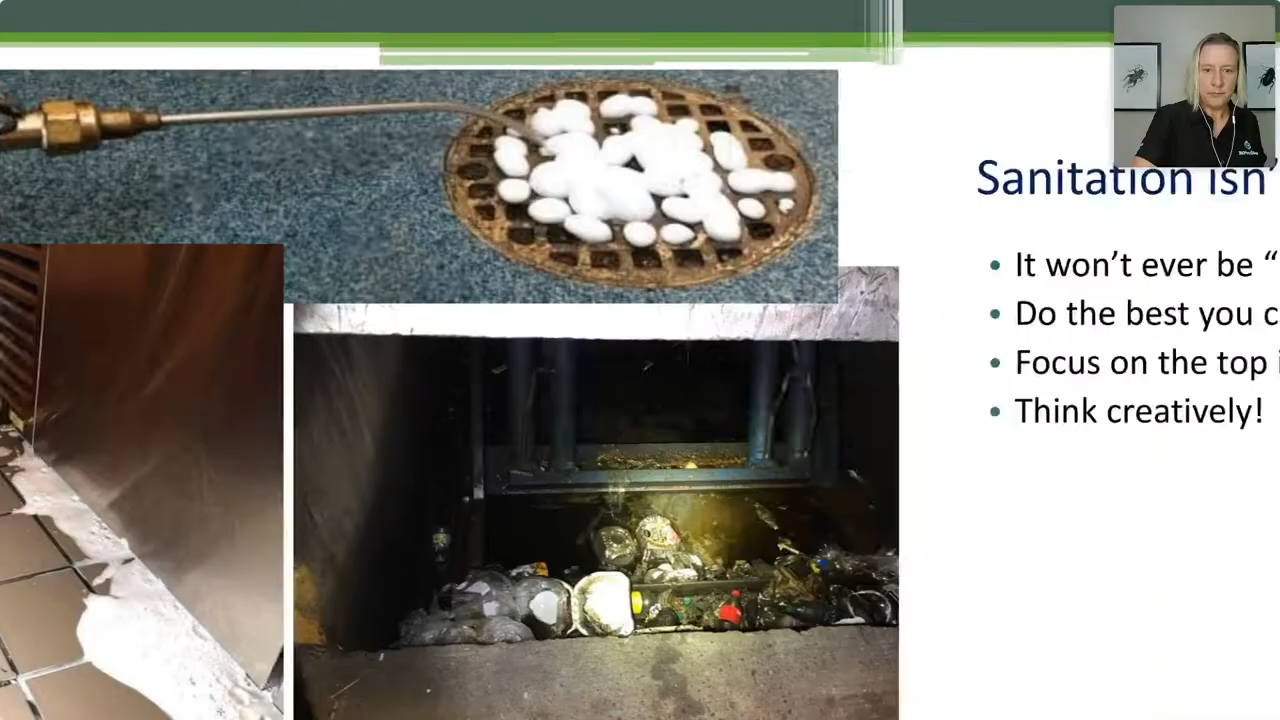 Sanitation isn'
It won't ever be “
Do the best you c
Focus on the top i
Think creatively!